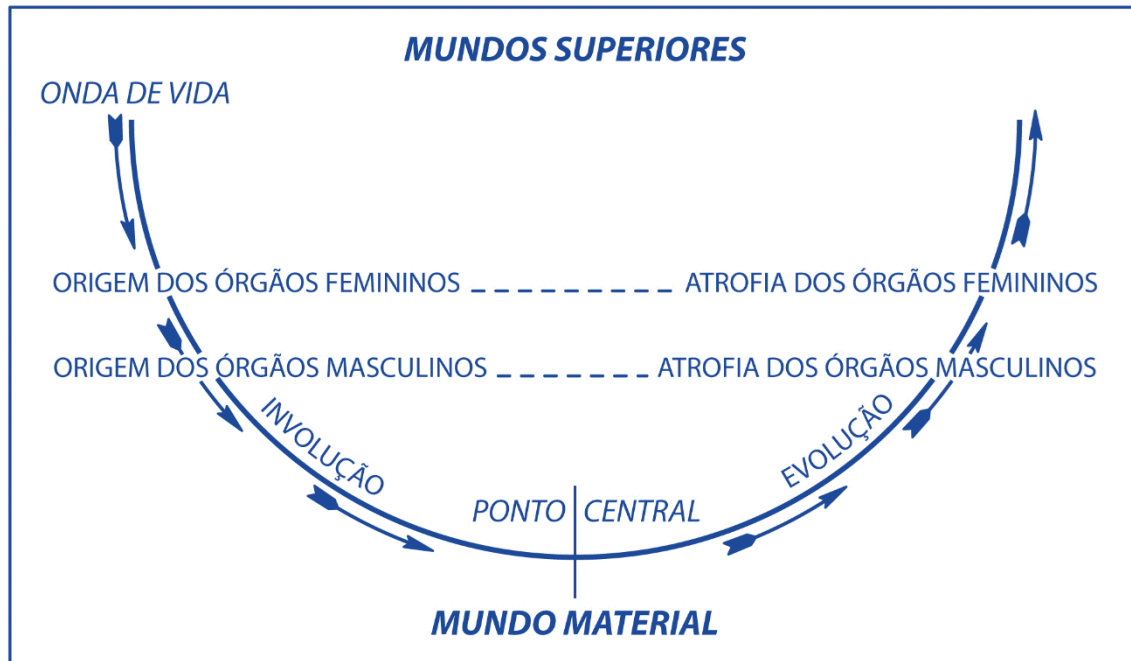 MUNDOS SUPERIORES
ONDA DE VIDA
ORIGEM DOS ÓRGÃOS FEMININOS _ _ _ _ _ _ _ _ _ ATROFIA DOS ÓRGÃOS FEMININOS
ORIGEM DOS ÓRGÃOS MASCULINOS _ _ _ _ _ _ _ ATROFIA DOS ÓRGÃOS MASCULINOS
INVOLUÇÃO
EVOLUÇÃO
PONTO CENTRAL
MUNDO MATERIAL